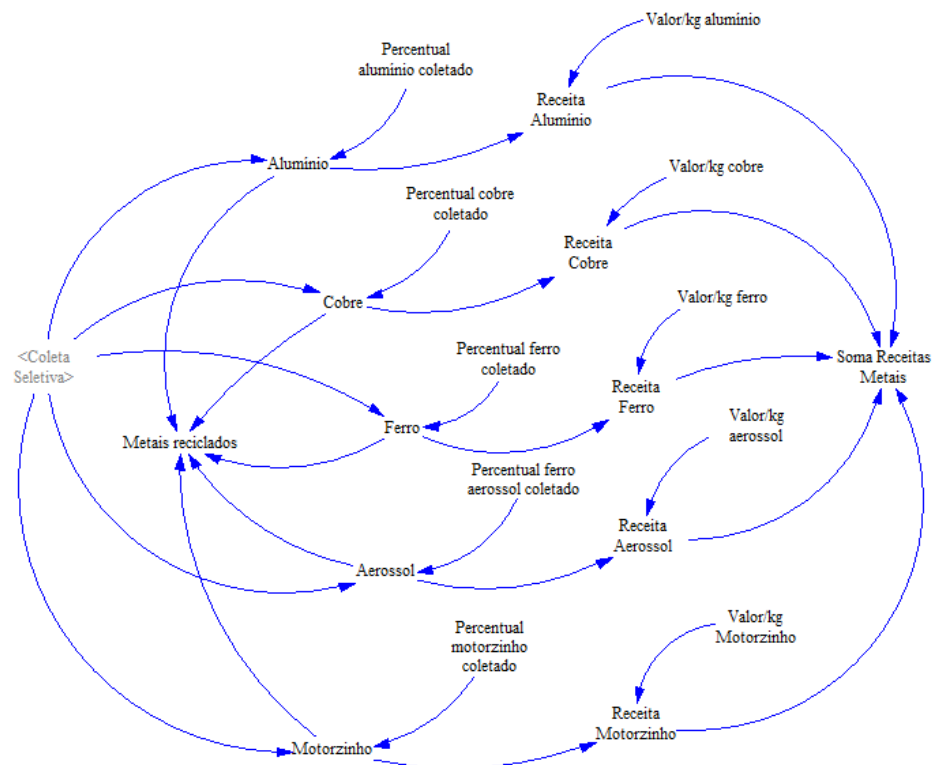 Valor/kg aluminio
Percentual
alumínio coletado
Receita
Alumínio
Alumínio
Valor/kg cobre
Percentual cobre
coletado
Receita
Cobre
Cobre
Valor/kg ferro
<Coleta
Seletiva>
Percentual ferro
coletado
Soma Receitas
Metais
Receita
Ferro
Ferro
Metais reciclados
Valor/kg
aerossol
Percentual ferro
aerossol coletado
Receita
Aerossol
Aerossol
Valor/kg
Motorzinho
Percentual
motorzinho
coletado
Receita
Motorzinho
Motorzinho